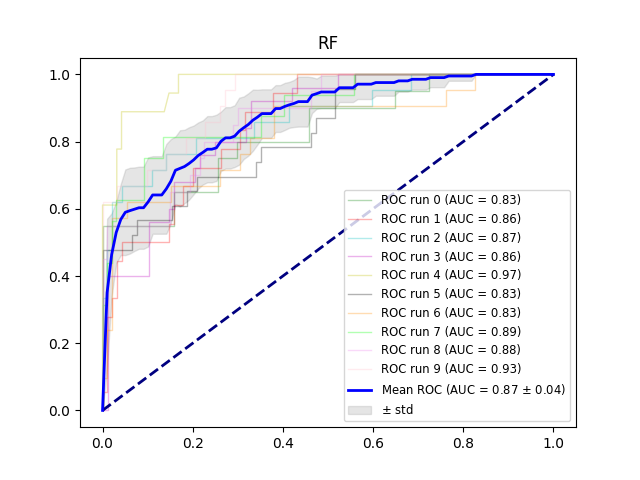 RF
1.0
0.8
0.6
0.4
0.2
0.0
0.0
0.2
0.4
0.6
0.8
1.0
ROC run 0 (AUC = 0.83)
ROC run 1 (AUC = 0.86)
ROC run 2 (AUC = 0.87)
ROC run 3 (AUC = 0.86)
ROC run 4 (AUC = 0.97)
ROC run 5 (AUC = 0.83)
ROC run 6 (AUC = 0.83)
ROC run 7 (AUC = 0.89)
ROC run 8 (AUC = 0.88)
ROC run 9 (AUC = 0.93)
Mean ROC (AUC = 0.87 ± 0.04)
± std